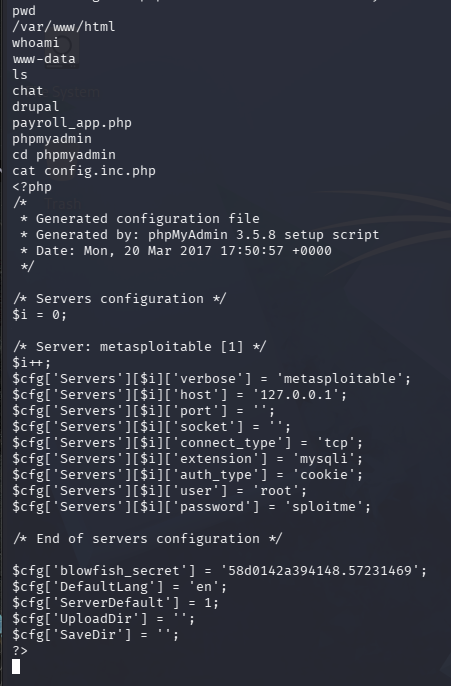 pwd
/var/www/html
whoami
www-data
ls
chat
drupal
payroll_app.php
phpmyadmin
cd phpmyadmin
cat config.inc.php
<?php
/*
 * Generated configuration file
 * Generated by: phpMyAdmin 3.5.8 setup script
 * Date: Mon, 20 Mar 2017 17:50:57 +0000
 */
/* Servers configuration */
$i = 0;
/* Server: metasploitable [1] */
$i++;
$cfg['Servers'][$i]['verbose'] = 'metasploitable';
$cfg['Servers'][$i]['host'] = '127.0.0.1';
$cfg['Servers'][$i]['port'] = '';
$cfg['Servers'][$i]['socket'] = '';
$cfg['Servers'][$i]['connect_type'] = 'tcp';
$cfg['Servers'][$i]['extension'] = 'mysqli';
$cfg['Servers'][$i]['auth_type'] = 'cookie';
$cfg['Servers'][$i]['user'] = 'root';
$cfg['Servers'][$i]['password'] = 'sploitme';
/* End of servers configuration */
$cfg['blowfish_secret'] = '58d0142a394148.57231469';
$cfg['DefaultLang'] = 'en';
$cfg['ServerDefault'] = 1;
$cfg['UploadDir'] = '';
$cfg['SaveDir'] = '';
?>